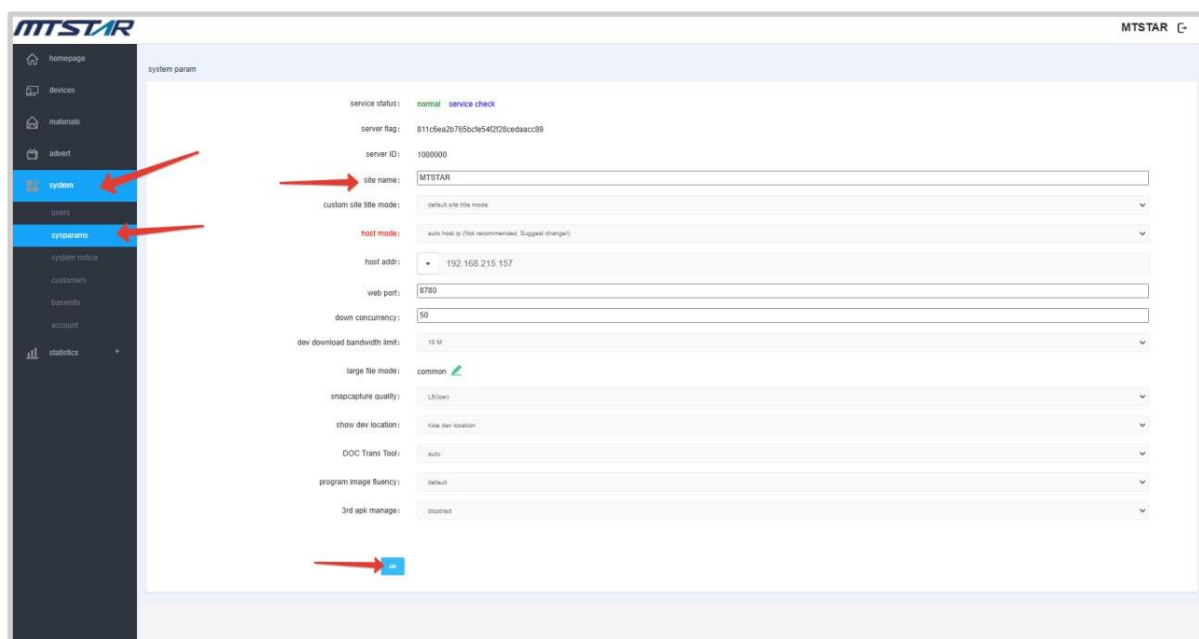 MTSTAR
MTSTAR
homepage
devices
materials
advert
system
users
sysparams
system notice
customers
baseinfo
account
statistics +
system param
service status: normal service check
server flag: 811c6ea2b765bcfe54f2f28cedaacc89
server ID: 1000000
site name: MTSTAR
custom site title mode: default site title mode
host mode: auto host ip (Not recommended. Suggest change!)
host addr: 192.168.215.157
web port: 8780
down concurrency: 50
dev download bandwidth limit: 10 M
large file mode: common
snapcapture quality: L5(low)
show dev location: hide dev location
DOC Trans Tool: auto
program image fluency: default
3rd apk manage: disabled
ok